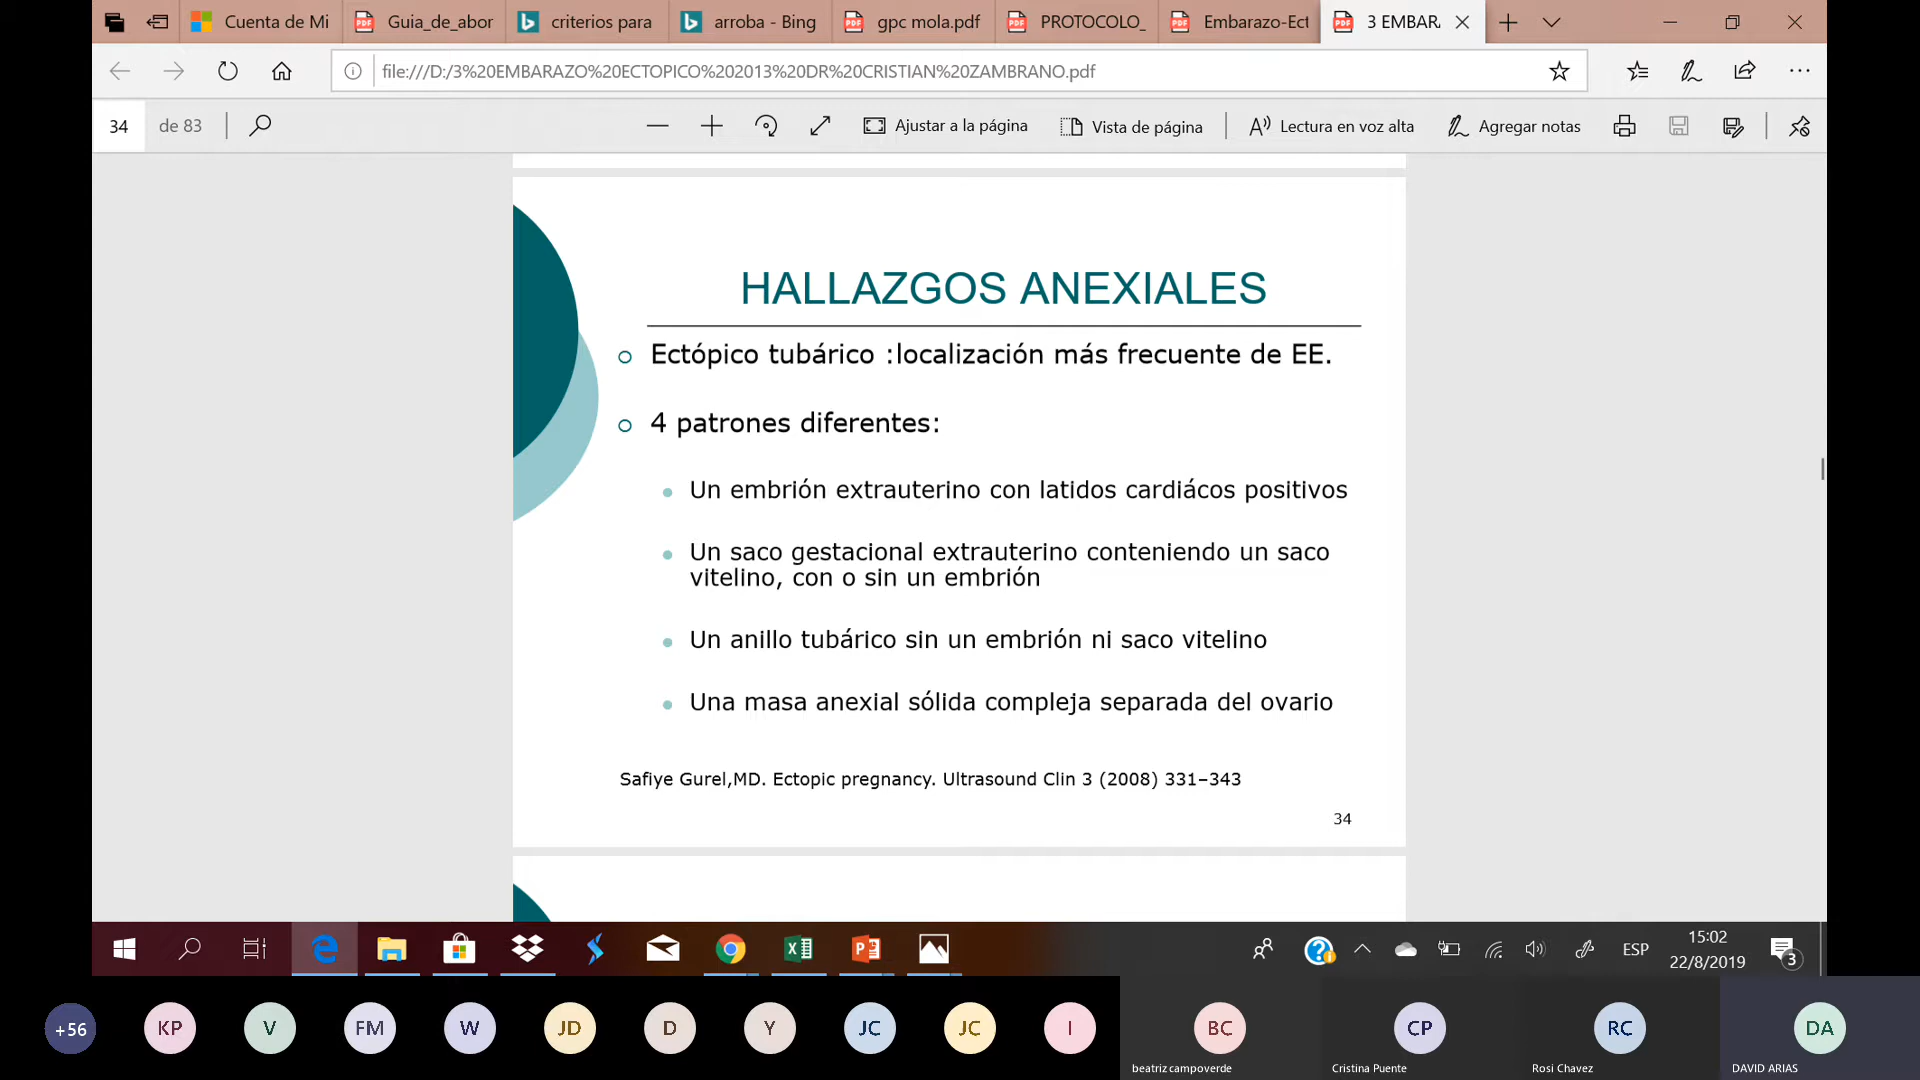 Cuenta de Mi
Guia_de_abor
criterios para
arroba - Bing
gpc mola.pdf
PROTOCOLO_
Embarazo-Ect
3 EMBAR
file:///D:/3%20EMBARAZO%20ECTOPICO%202013%20DR%20CRISTIAN%20ZAMBRANO.pdf
34 de 83
Ajustar a la página
Vista de página
Lectura en voz alta
Agregar notas
HALLAZGOS ANEXIALES
Ectópico tubárico :localización más frecuente de EE.
4 patrones diferentes:
Un embrión extrauterino con latidos cardiácos positivos
Un saco gestacional extrauterino conteniendo un saco
vitelino, con o sin un embrión
Un anillo tubárico sin un embrión ni saco vitelino
Una masa anexial sólida compleja separada del ovario
Safiye Gurel,MD. Ectopic pregnancy. Ultrasound Clin 3 (2008) 331–343
34
ESP
15:02
22/8/2019
3
+56
KP
V
FM
W
JD
D
Y
JC
JC
I
BC
CP
RC
DA
beatriz campoverde
Cristina Puente
Rosi Chavez
DAVID ARIAS